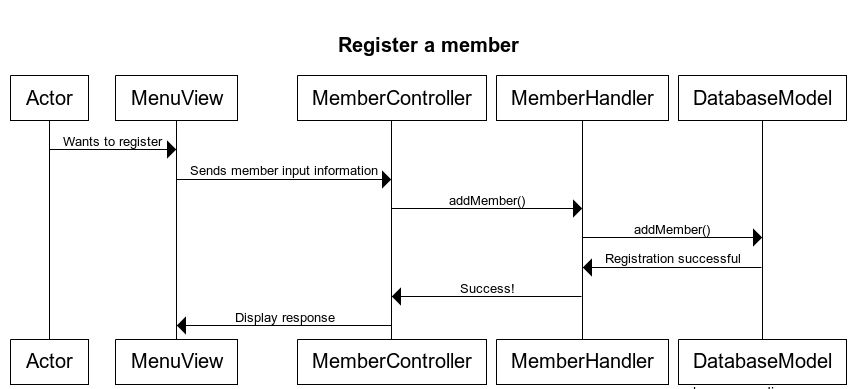 Register a member
Actor MenuView MemberController MemberHandler DatabaseModel
Wants to register
Sends member input information
addMember()
addMember()
Registration successful
Success!
Display response
Actor MenuView MemberController MemberHandler DatabaseModel